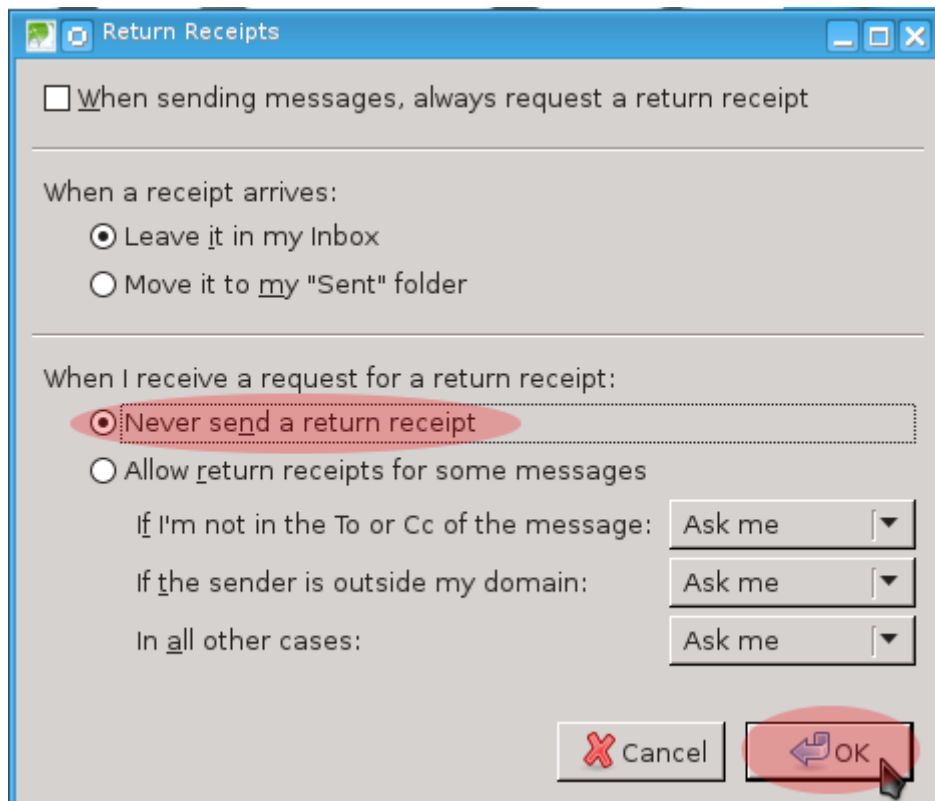 Return Receipts
When sending messages, always request a return receipt
When a receipt arrives:
Leave it in my Inbox
Move it to my "Sent" folder
When I receive a request for a return receipt:
Never send a return receipt
Allow return receipts for some messages
If I'm not in the To or Cc of the message: Ask me
If the sender is outside my domain: Ask me
In all other cases: Ask me
Cancel OK